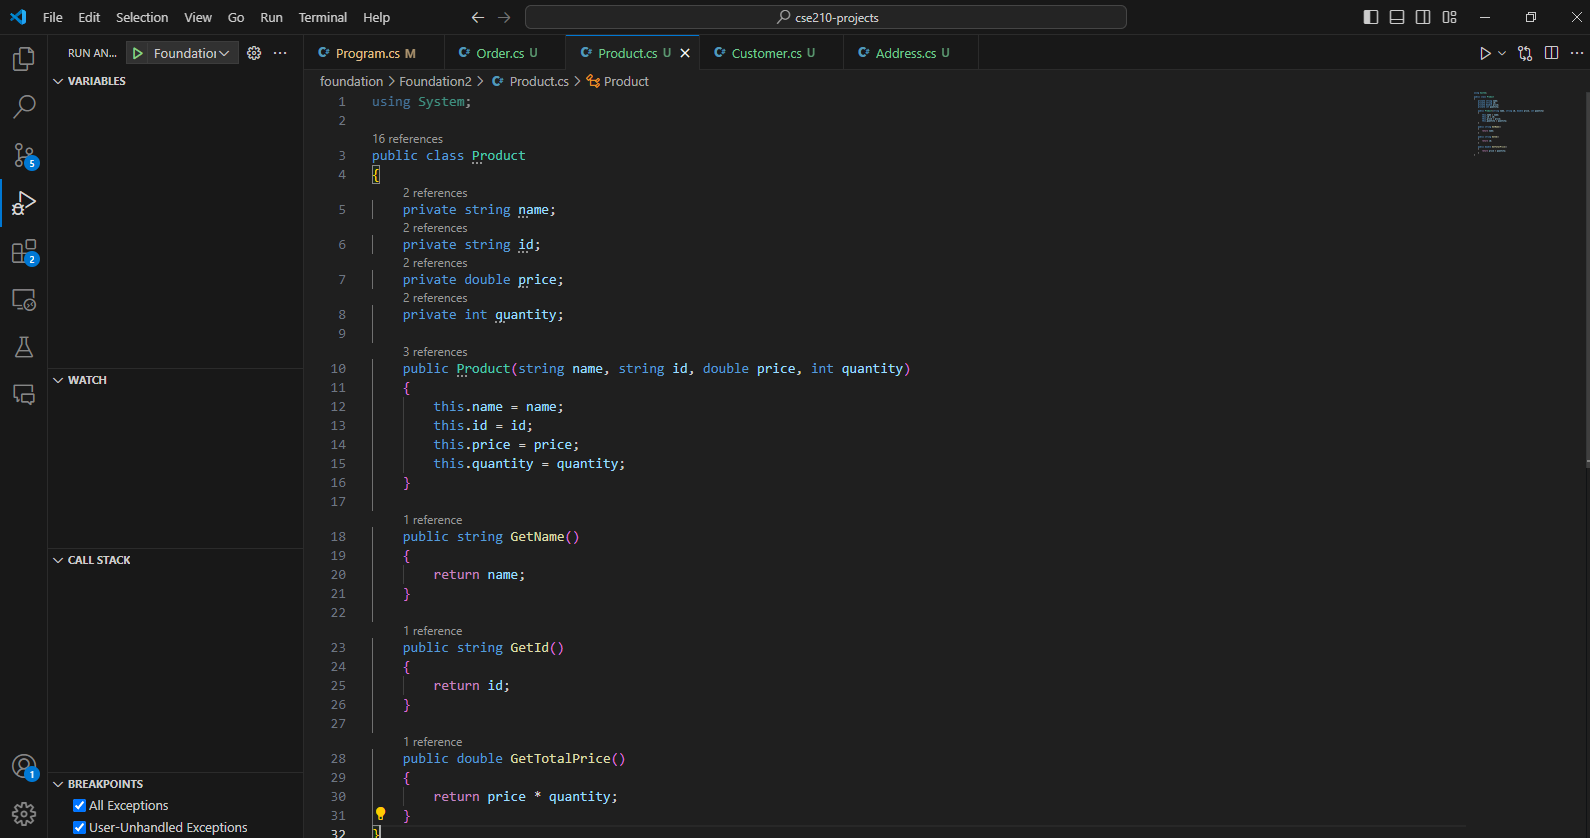 File Edit Selection View Go Run Terminal Help
cse210-projects
RUN AN... Foundation
Program.cs M
Order.cs U
Product.cs U
Customer.cs U
Address.cs U
foundation > Foundation2 > Product.cs > Product
VARIABLES
WATCH
CALL STACK
BREAKPOINTS
All Exceptions
User-Unhandled Exceptions
5
2
1
1 using System;
2
16 references
3 public class Product
4 {
2 references
5 private string name;
2 references
6 private string id;
2 references
7 private double price;
2 references
8 private int quantity;
9
3 references
10 public Product(string name, string id, double price, int quantity)
11 {
12 this.name = name;
13 this.id = id;
14 this.price = price;
15 this.quantity = quantity;
16 }
17
1 reference
18 public string GetName()
19 {
20 return name;
21 }
22
1 reference
23 public string GetId()
24 {
25 return id;
26 }
27
1 reference
28 public double GetTotalPrice()
29 {
30 return price * quantity;
31 }
32 }